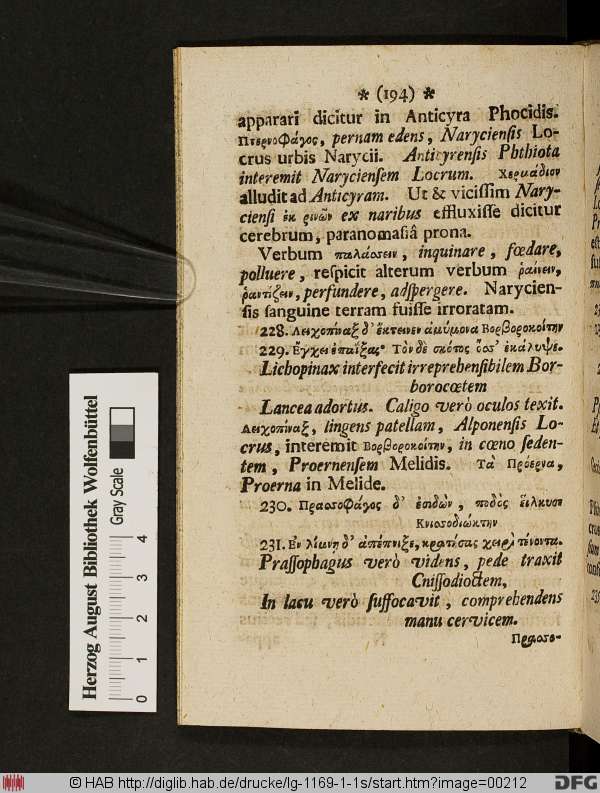 * (194) *
apparari dicitur in Anticyra Phocidis.
Πτερνοφάγος, pernam edens, Naryciensis Lo-
crus urbis Narycii. Anticyrensis Phthiota
interemit Naryciensem Locrum. Χερμάδιον
alludit ad Anticyram. Ut & vicissim Nary-
ciensi ἐκ ῥινῶν ex naribus effluxisse dicitur
cerebrum, paranomasiâ prona.
Verbum παλάσσειν, inquinare, fœdare,
polluere, respicit alterum verbum ῥαίνειν,
ῥαντίζειν, perfundere, adspergere. Narycien-
sis sanguine terram fuisse irroratam.
228. Λειχοπίναξ δ' ἔκτεινεν ἀμύμονα Βορβοροκοίτην
229. Ἔγχει ἐπαΐξας· Τὸν δὲ σκότος ὄσσ' ἐκάλυψε.
Lichopinax interfecit irreprehensibilem Bor-
borocœtem
Lancea adortus. Caligo verò oculos texit.
Λειχοπίναξ, lingens patellam, Alponensis Lo-
crus, interemit Βορβοροκοίτην, in cœno seden-
tem, Proernensem Melidis. Τὰ Πρόερνα,
Proerna in Melide.
230. Πρασσοφάγος δ' ἐσιδὼν, ποδὸς εἵλκυσε
Κνισσοδιώκτην
231. Ἐν λίμνῃ δ' ἀπέπνιξε, κρατήσας χειρὶ τένοντα.
Prassophagus verò videns, pede traxit
Cnissodioctem,
In lacu verò suffocavit, comprehendens
manu cervicem.
Πρασσο-
Herzog August Bibliothek Wolfenbüttel
Gray Scale
0 1 2 3 4
© HAB http://diglib.hab.de/drucke/lg-1169-1-1s/start.htm?image=00212
DFG